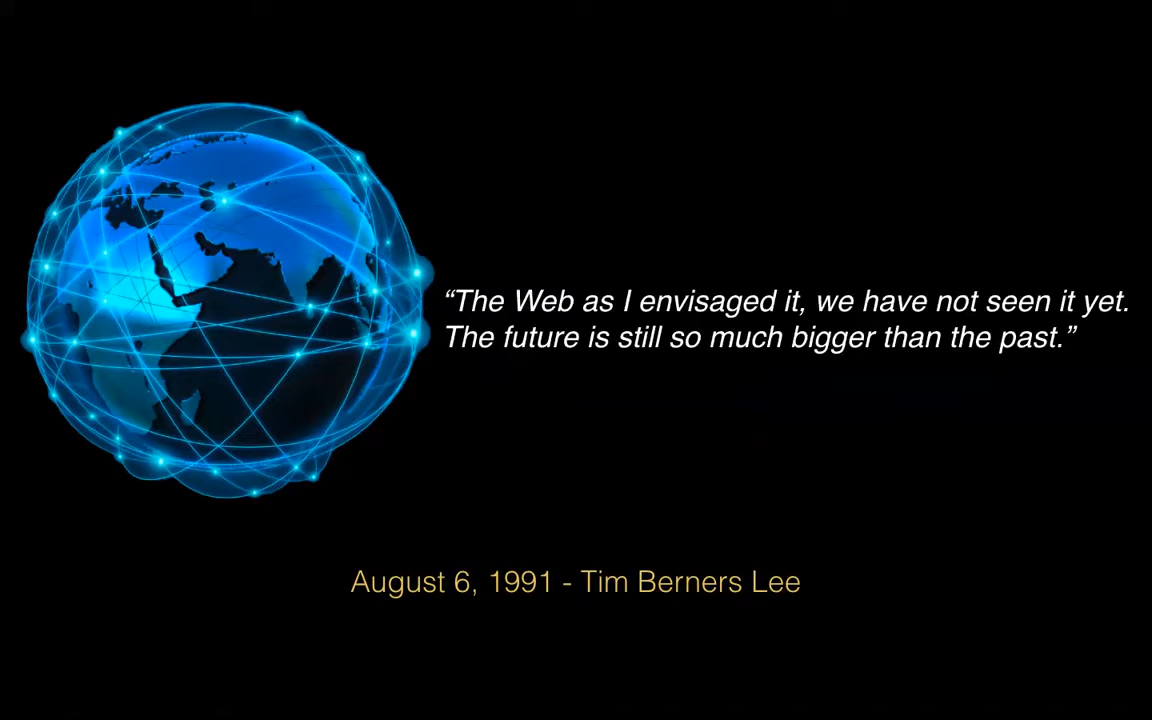 “The Web as I envisaged it, we have not seen it yet.
The future is still so much bigger than the past.”
August 6, 1991 - Tim Berners Lee